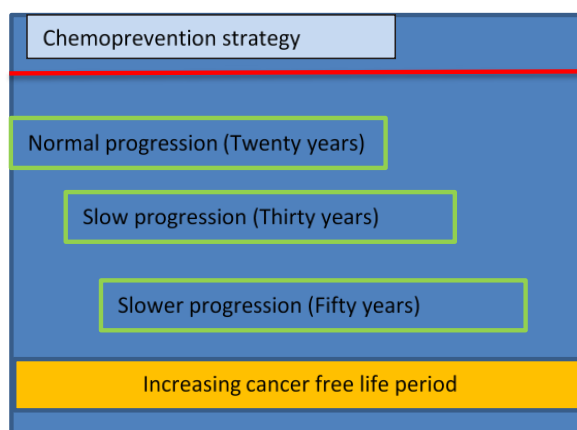 Chemoprevention strategy
Normal progression (Twenty years)
Slow progression (Thirty years)
Slower progression (Fifty years)
Increasing cancer free life period